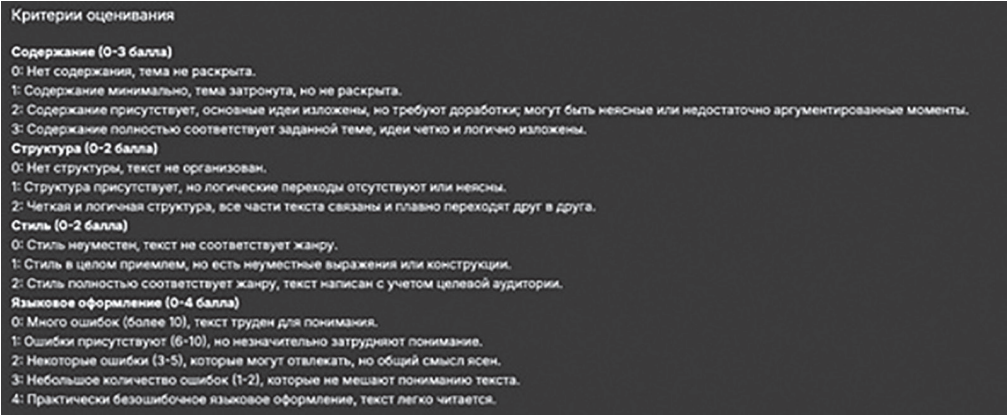 Критерии оценивания
Содержание (0-3 балла)
0: Нет содержания, тема не раскрыта.
1: Содержание минимально, тема затронута, но не раскрыта.
2: Содержание присутствует, основные идеи изложены, но требуют доработки; могут быть неясные или недостаточно аргументированные моменты.
3: Содержание полностью соответствует заданной теме, идеи четко и логично изложены.
Структура (0-2 балла)
0: Нет структуры, текст не организован.
1: Структура присутствует, но логические переходы отсутствуют или неясны.
2: Четкая и логичная структура, все части текста связаны и плавно переходят друг в друга.
Стиль (0-2 балла)
0: Стиль неуместен, текст не соответствует жанру.
1: Стиль в целом приемлем, но есть неуместные выражения или конструкции.
2: Стиль полностью соответствует жанру, текст написан с учетом целевой аудитории.
Языковое оформление (0-4 балла)
0: Много ошибок (более 10), текст труден для понимания.
1: Ошибки присутствуют (6-10), но незначительно затрудняют понимание.
2: Некоторые ошибки (3-5), которые могут отвлекать, но общий смысл ясен.
3: Небольшое количество ошибок (1-2), которые не мешают пониманию текста.
4: Практически безошибочное языковое оформление, текст легко читается.